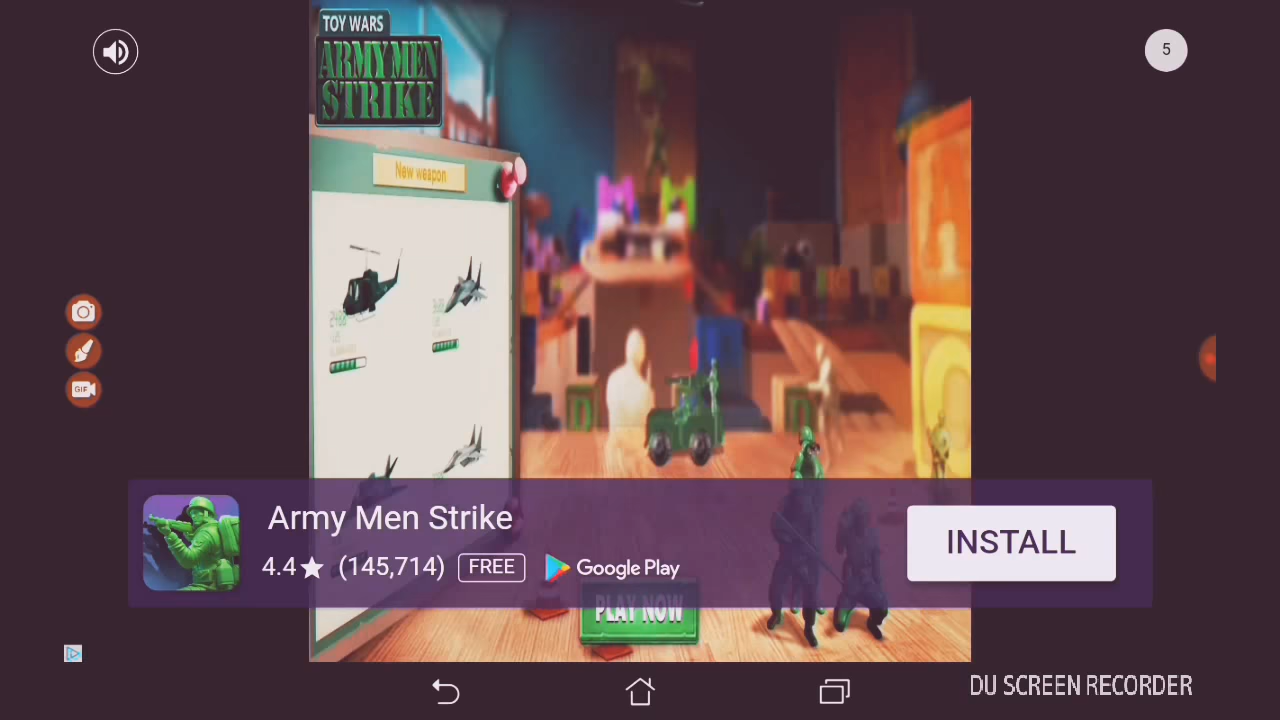 TOY WARS
ARMY MEN
STRIKE
5
New weapon
GIF
Army Men Strike
4.4★ (145,714) FREE Google Play
INSTALL
PLAY NOW
DU SCREEN RECORDER